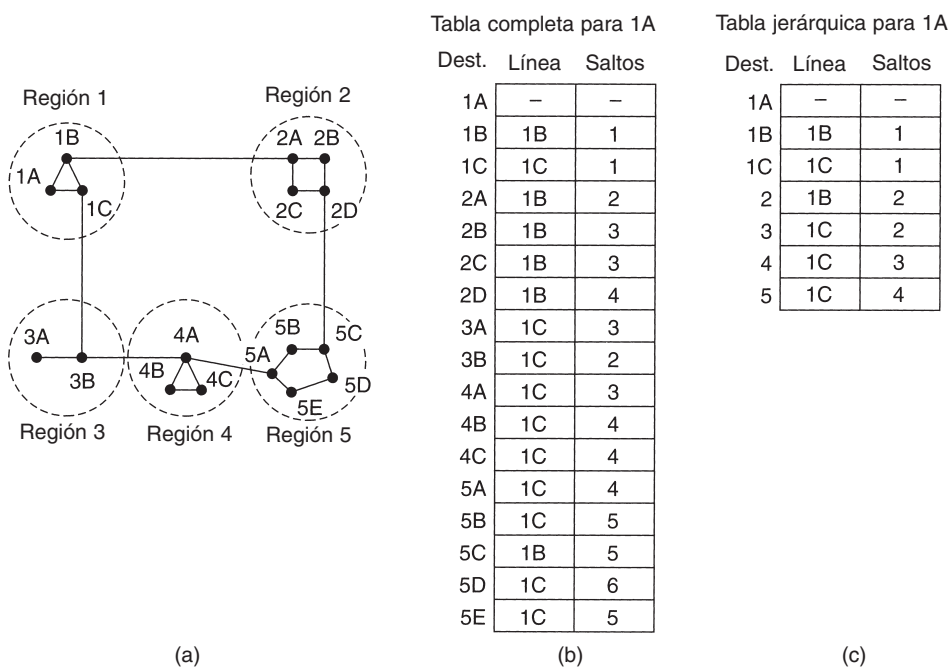 Tabla completa para 1A
Tabla jerárquica para 1A
Dest. Línea Saltos
Dest. Línea Saltos
Región 1
Región 2
1B
1A
1C
2A 2B
2C 2D
3A
3B
4A
4B
4C
5B
5C
5A
5D
5E
Región 3
Región 4
Región 5
1A – –
1B 1B 1
1C 1C 1
2A 1B 2
2B 1B 3
2C 1B 3
2D 1B 4
3A 1C 3
3B 1C 2
4A 1C 3
4B 1C 4
4C 1C 4
5A 1C 4
5B 1C 5
5C 1B 5
5D 1C 6
5E 1C 5
1A – –
1B 1B 1
1C 1C 1
2 1B 2
3 1C 2
4 1C 3
5 1C 4
(a)
(b)
(c)